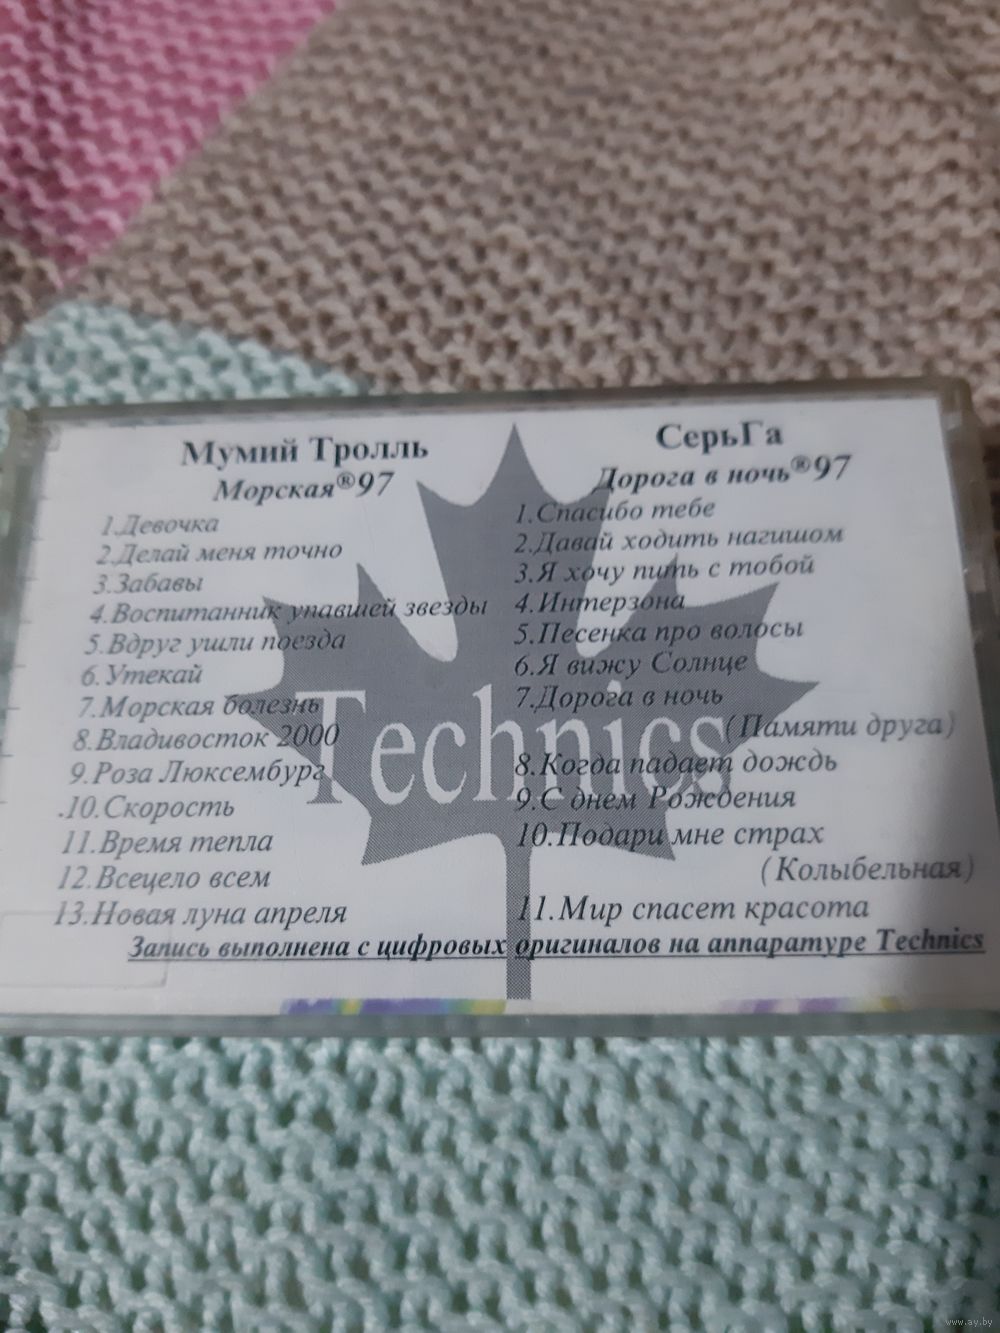 Мумий Тролль
Морская®97
1.Девочка
2.Делай меня точно
3.Забавы
4.Воспитанник упавшей звезды
5.Вдруг ушли поезда
6.Утекай
7.Морская болезнь
8.Владивосток 2000
9.Роза Люксембург
10.Скорость
11.Время тепла
12.Всецело всем
13.Новая луна апреля
СерьГа
Дорога в ночь®97
1.Спасибо тебе
2.Давай ходить нагишом
3.Я хочу пить с тобой
4.Интерзона
5.Песенка про волосы
6.Я вижу Солнце
7.Дорога в ночь
(Памяти друга)
8.Когда падает дождь
9.С днем Рождения
10.Подари мне страх
(Колыбельная)
11.Мир спасет красота
Technics
Запись выполнена с цифровых оригиналов на аппаратуре Technics
www.ay.by